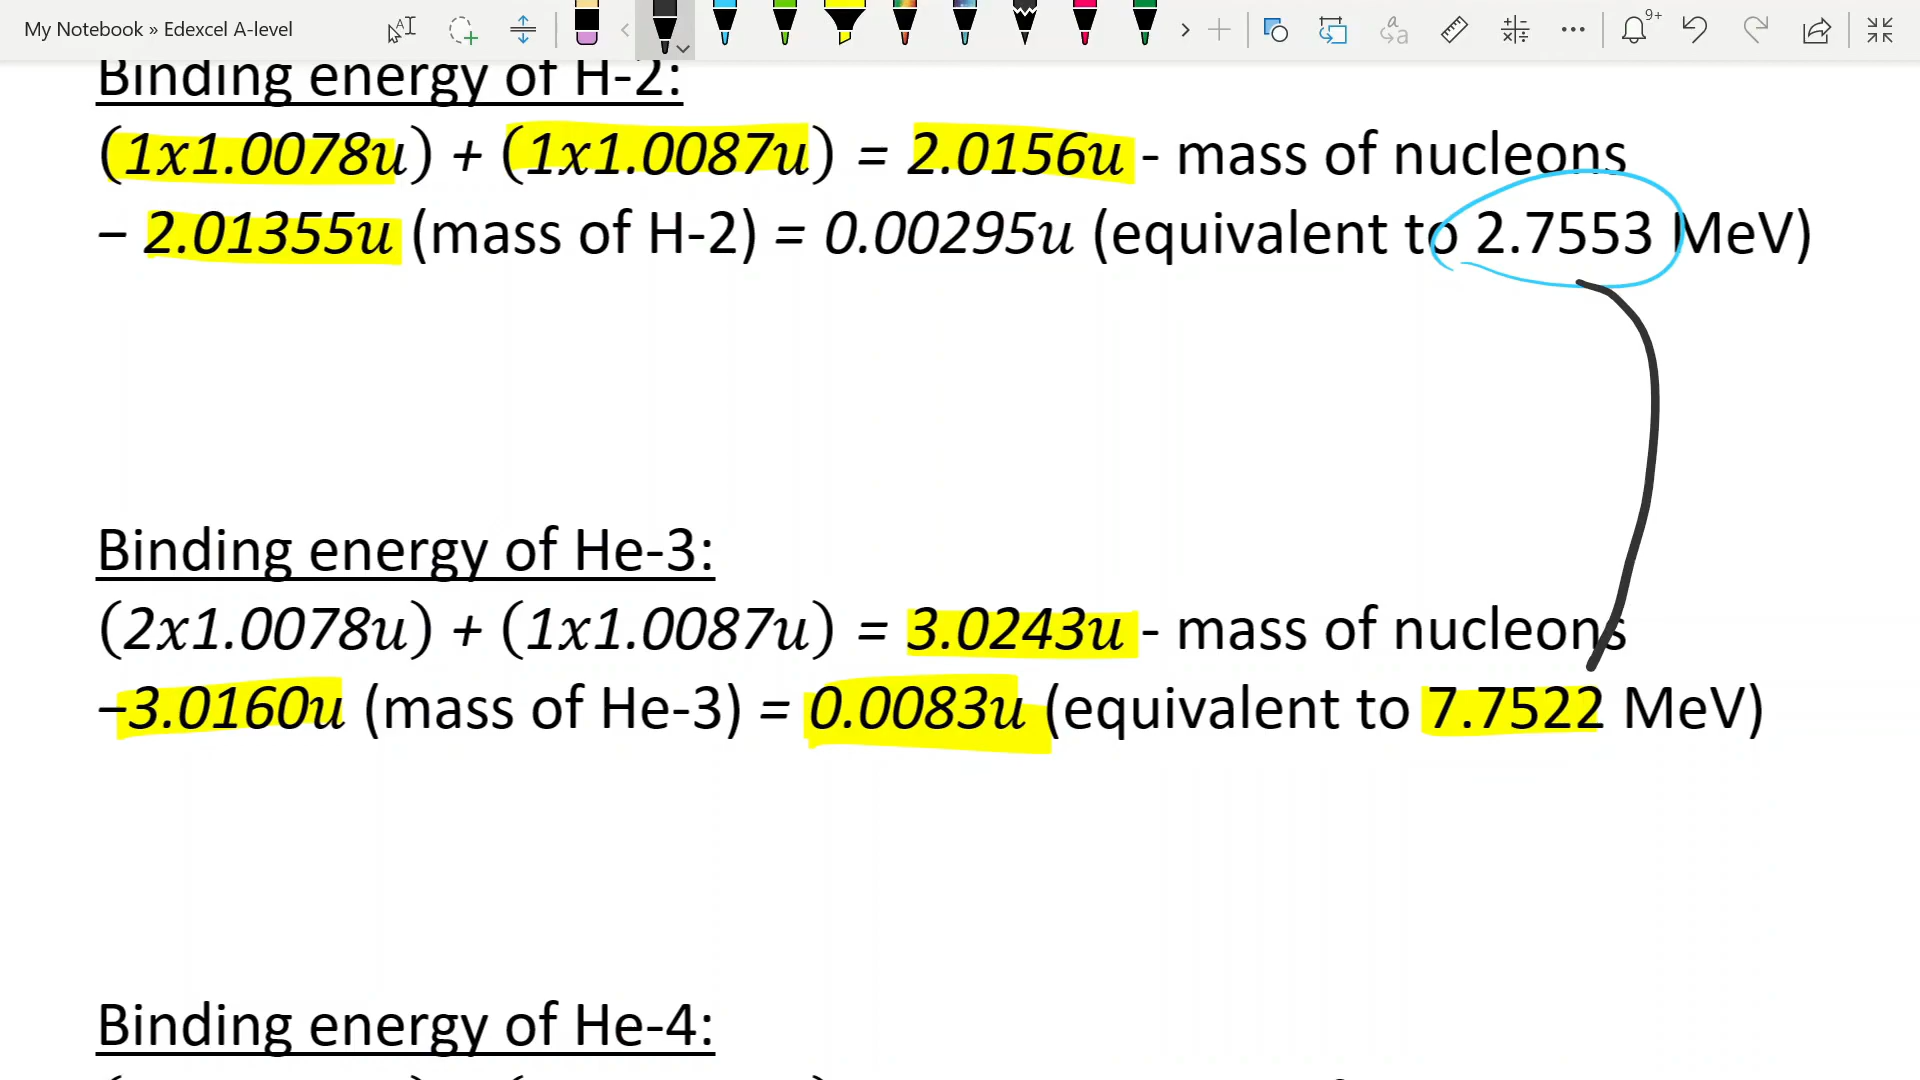 My Notebook » Edexcel A-level
9+
Binding energy of H-2:
(1x1.0078u) + (1x1.0087u) = 2.0156u - mass of nucleons
− 2.01355u (mass of H-2) = 0.00295u (equivalent to 2.7553 MeV)
Binding energy of He-3:
(2x1.0078u) + (1x1.0087u) = 3.0243u - mass of nucleons
−3.0160u (mass of He-3) = 0.0083u (equivalent to 7.7522 MeV)
Binding energy of He-4: